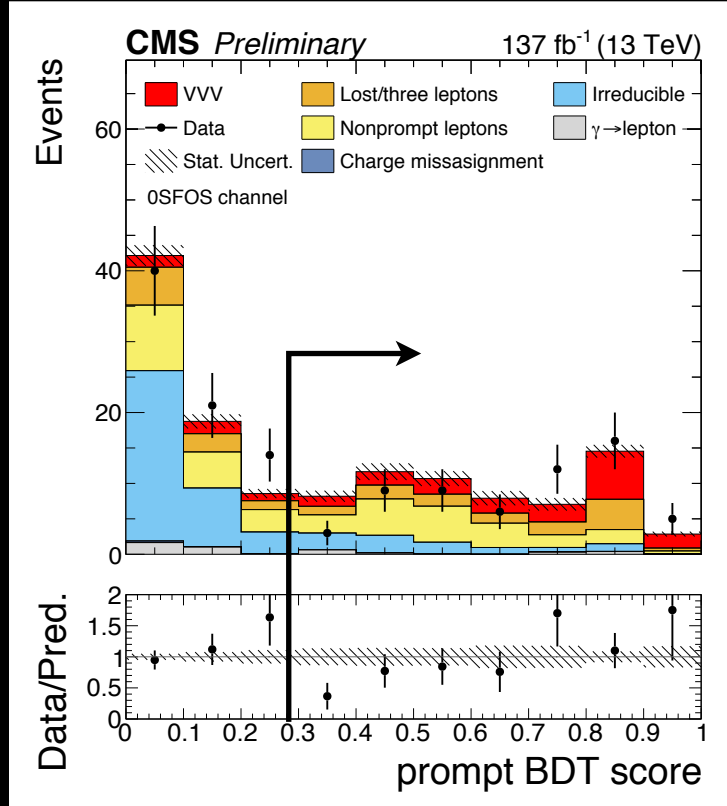 CMS Preliminary 137 fb⁻¹ (13 TeV)
Events
VVV Lost/three leptons Irreducible
Data Nonprompt leptons γ→lepton
Stat. Uncert. Charge missasignment
0SFOS channel
60
40
20
0
Data/Pred.
2
1.5
1
0.5
0
0 0.1 0.2 0.3 0.4 0.5 0.6 0.7 0.8 0.9 1
prompt BDT score